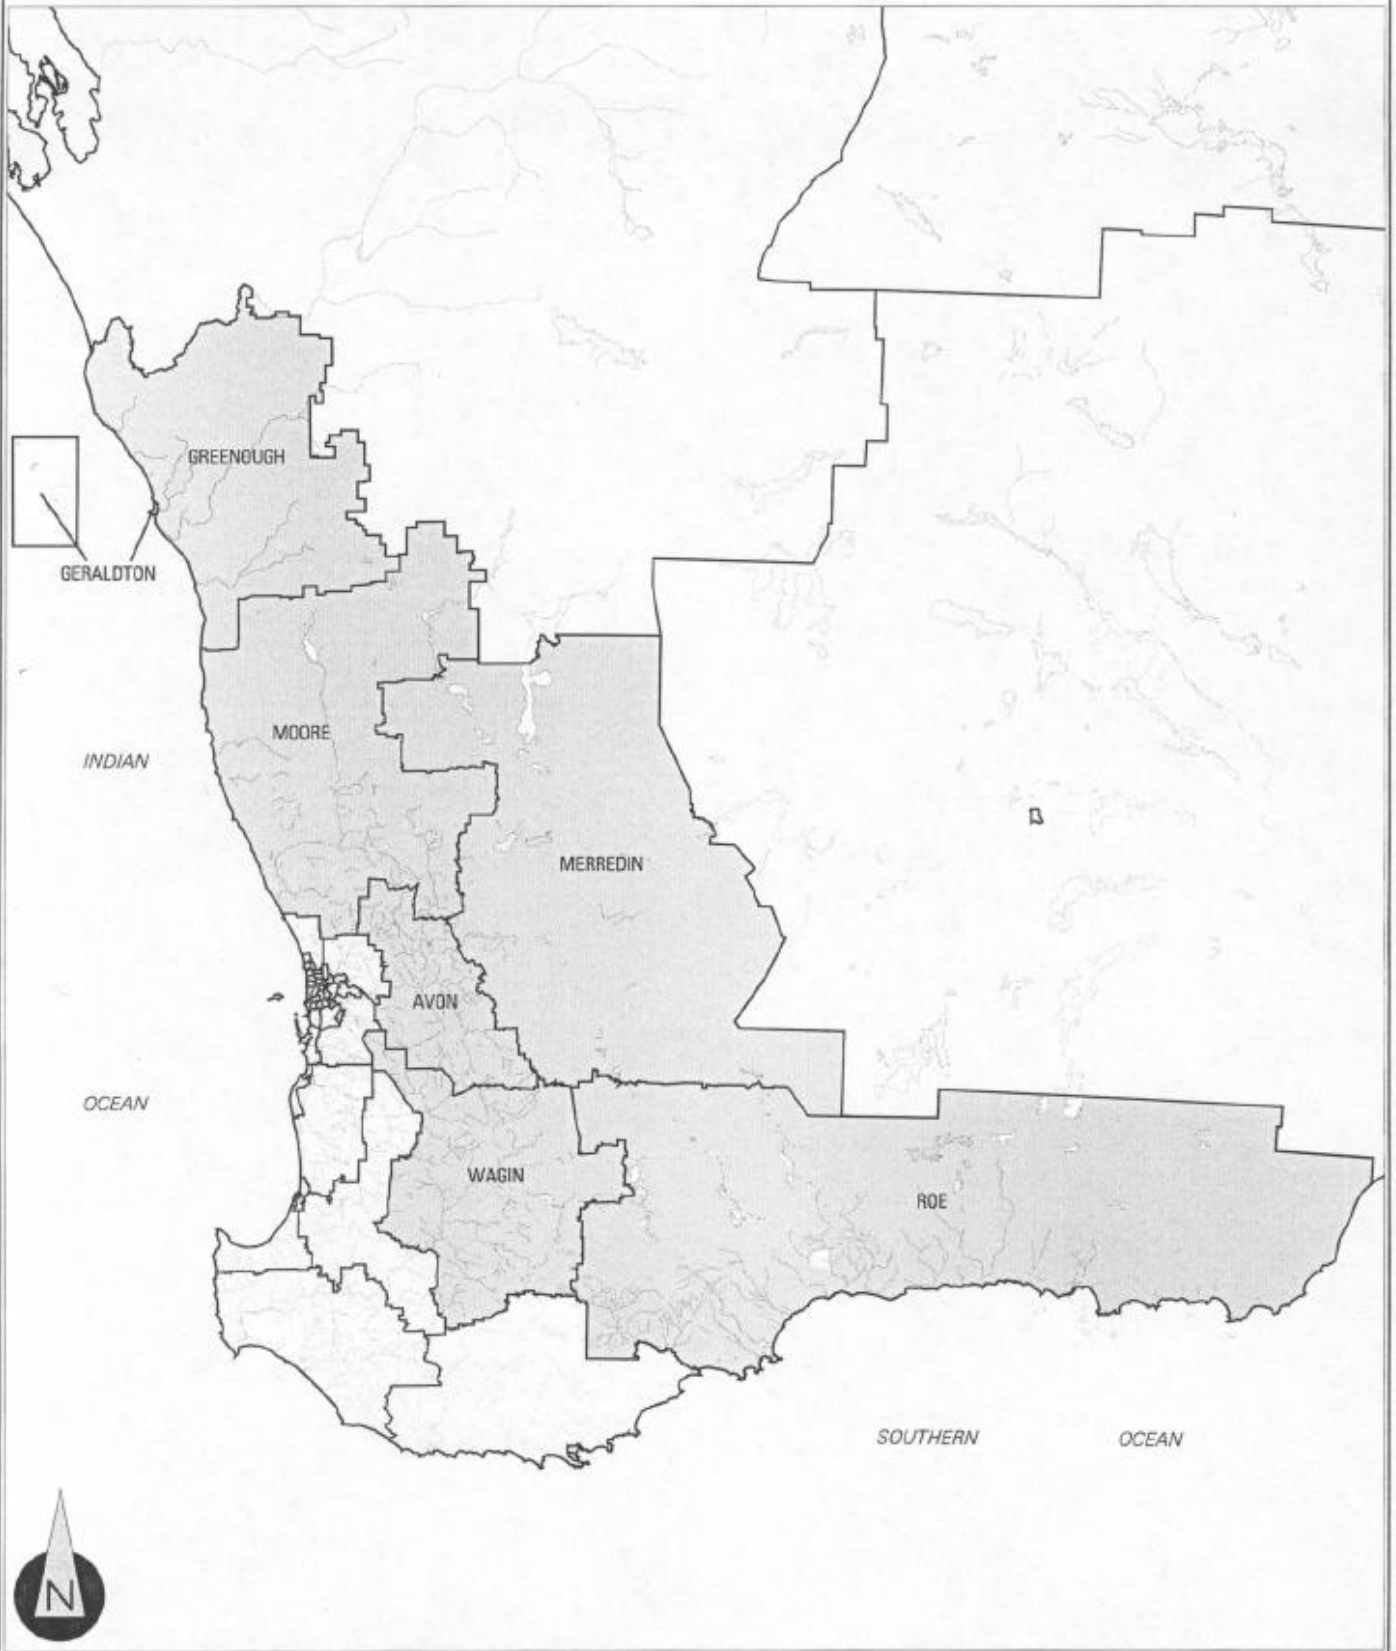 GREENOUGH
GERALDTON
MOORE
INDIAN
MERREDIN
AVON
OCEAN
WAGIN
ROE
SOUTHERN OCEAN
N